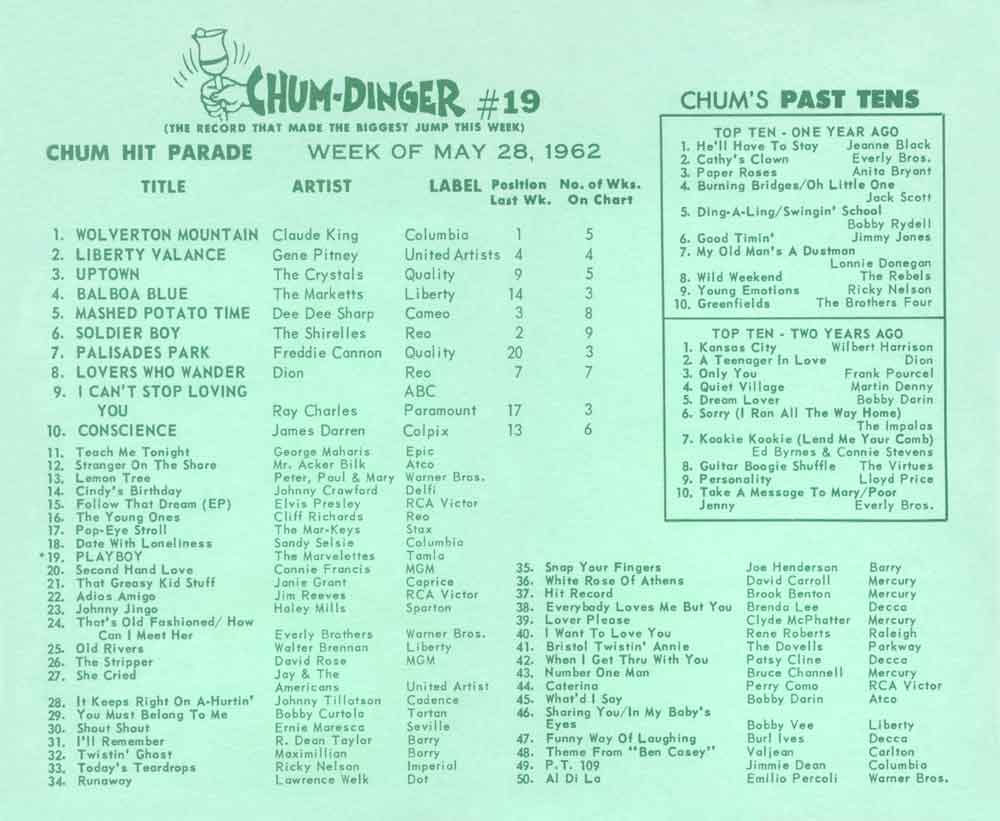 CHUM-DINGER #19
(THE RECORD THAT MADE THE BIGGEST JUMP THIS WEEK)
CHUM HIT PARADE WEEK OF MAY 28, 1962
TITLE ARTIST LABEL Position Last Wk. No. of Wks. On Chart
1. WOLVERTON MOUNTAIN Claude King Columbia 1 5
2. LIBERTY VALANCE Gene Pitney United Artists 4 4
3. UPTOWN The Crystals Quality 9 5
4. BALBOA BLUE The Marketts Liberty 14 3
5. MASHED POTATO TIME Dee Dee Sharp Cameo 3 8
6. SOLDIER BOY The Shirelles Reo 2 9
7. PALISADES PARK Freddie Cannon Quality 20 3
8. LOVERS WHO WANDER Dion Reo 7 7
9. I CAN'T STOP LOVING ABC
YOU Ray Charles Paramount 17 3
10. CONSCIENCE James Darren Colpix 13 6
11. Teach Me Tonight George Maharis Epic
12. Stranger On The Shore Mr. Acker Bilk Atco
13. Lemon Tree Peter, Paul & Mary Warner Bros.
14. Cindy's Birthday Johnny Crawford Delfi
15. Follow That Dream (EP) Elvis Presley RCA Victor
16. The Young Ones Cliff Richards Reo
17. Pop-Eye Stroll The Mar-Keys Stax
18. Date With Loneliness Sandy Selsie Columbia
*19. PLAYBOY The Marvelettes Tamla
20. Second Hand Love Connie Francis MGM
21. That Greasy Kid Stuff Janie Grant Caprice
22. Adios Amigo Jim Reeves RCA Victor
23. Johnny Jingo Haley Mills Sparton
24. That's Old Fashioned/ How
Can I Meet Her Everly Brothers Warner Bros.
25. Old Rivers Walter Brennan Liberty
26. The Stripper David Rose MGM
27. She Cried Jay & The
Americans United Artist
28. It Keeps Right On A-Hurtin' Johnny Tillotson Cadence
29. You Must Belong To Me Bobby Curtola Tartan
30. Shout Shout Ernie Maresca Seville
31. I'll Remember R. Dean Taylor Barry
32. Twistin' Ghost Maximillian Barry
33. Today's Teardrops Ricky Nelson Imperial
34. Runaway Lawrence Welk Dot
CHUM'S PAST TENS
TOP TEN - ONE YEAR AGO
1. He'll Have To Stay Jeanne Black
2. Cathy's Clown Everly Bros.
3. Paper Roses Anita Bryant
4. Burning Bridges/Oh Little One
Jack Scott
5. Ding-A-Ling/Swingin' School
Bobby Rydell
6. Good Timin' Jimmy Jones
7. My Old Man's A Dustman
Lonnie Donegan
8. Wild Weekend The Rebels
9. Young Emotions Ricky Nelson
10. Greenfields The Brothers Four
TOP TEN - TWO YEARS AGO
1. Kansas City Wilbert Harrison
2. A Teenager In Love Dion
3. Only You Frank Pourcel
4. Quiet Village Martin Denny
5. Dream Lover Bobby Darin
6. Sorry (I Ran All The Way Home)
The Impalas
7. Kookie Kookie (Lend Me Your Comb)
Ed Byrnes & Connie Stevens
8. Guitar Boogie Shuffle The Virtues
9. Personality Lloyd Price
10. Take A Message To Mary/Poor
Jenny Everly Bros.
35. Snap Your Fingers Joe Henderson Barry
36. White Rose Of Athens David Carroll Mercury
37. Hit Record Brook Benton Mercury
38. Everybody Loves Me But You Brenda Lee Decca
39. Lover Please Clyde McPhatter Mercury
40. I Want To Love You Rene Roberts Raleigh
41. Bristol Twistin' Annie The Dovells Parkway
42. When I Get Thru With You Patsy Cline Decca
43. Number One Man Bruce Channell Mercury
44. Caterina Perry Como RCA Victor
45. What'd I Say Bobby Darin Atco
46. Sharing You/In My Baby's
Eyes Bobby Vee Liberty
47. Funny Way Of Laughing Burl Ives Decca
48. Theme From "Ben Casey" Valjean Carlton
49. P.T. 109 Jimmie Dean Columbia
50. Al Di La Emilio Percoli Warner Bros.